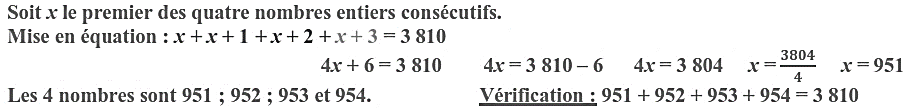 Soit x le premier des quatre nombres entiers consécutifs.
Mise en équation : x + x + 1 + x + 2 + x + 3 = 3 810
4x + 6 = 3 810 4x = 3 810 – 6 4x = 3 804 x = 3804/4 x = 951
Les 4 nombres sont 951 ; 952 ; 953 et 954. Vérification : 951 + 952 + 953 + 954 = 3 810